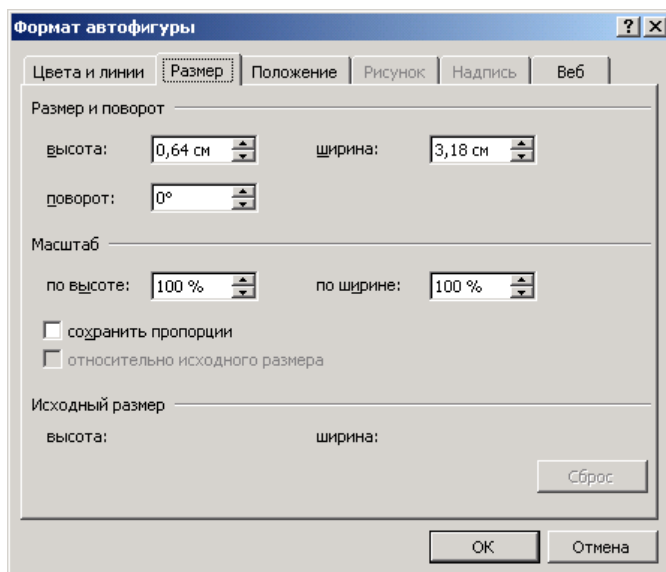 Формат автофигуры
Цвета и линии Размер Положение Рисунок Надпись Веб
Размер и поворот
высота: 0,64 см ширина: 3,18 см
поворот: 0°
Масштаб
по высоте: 100 % по ширине: 100 %
сохранить пропорции
относительно исходного размера
Исходный размер
высота: ширина:
Сброс
ОК Отмена